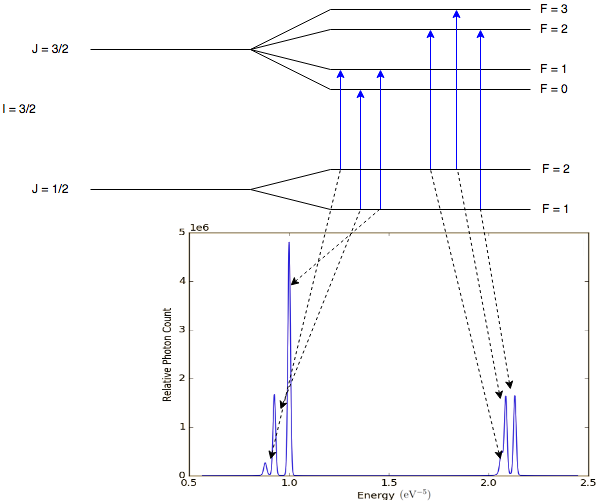 F = 3
J = 3/2
F = 2
F = 1
F = 0
I = 3/2
F = 2
J = 1/2
F = 1
5 1e6
4
3
2
1
0
Relative Photon Count
0.5 1.0 1.5 2.0 2.5
Energy (eV⁻⁵)